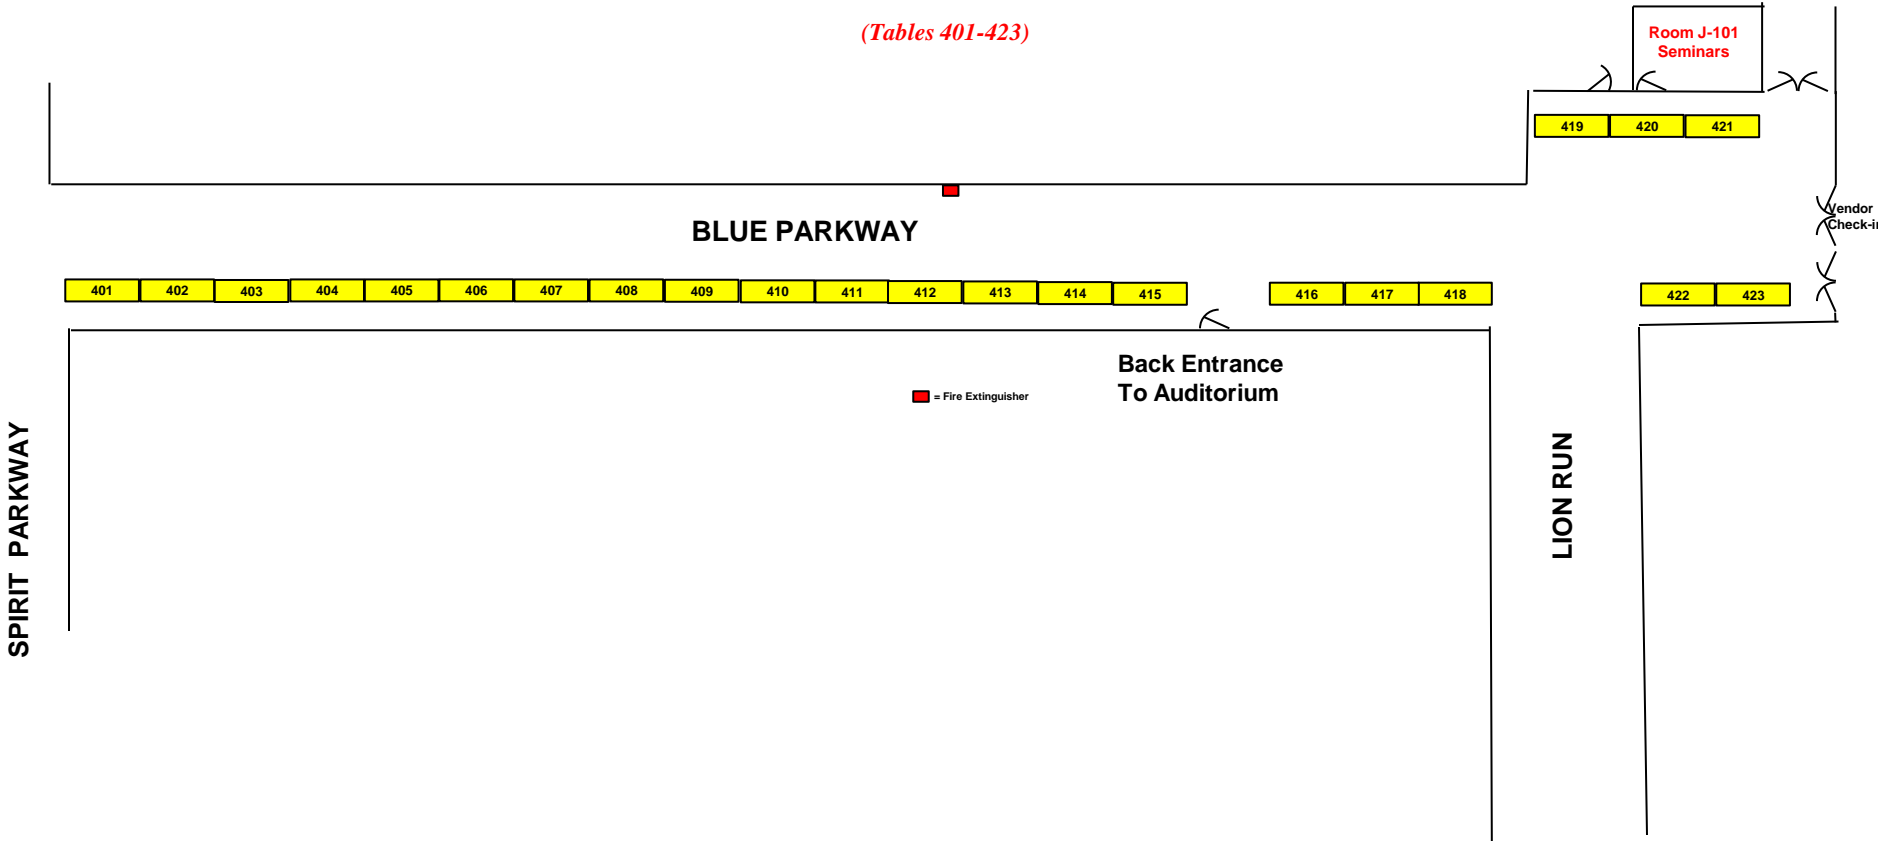 (Tables 401-423)
Room J-101
Seminars
419 420 421
BLUE PARKWAY
Vendor
Check-in
401 402 403 404 405 406 407 408 409 410 411 412 413 414 415 416 417 418 422 423
Back Entrance
To Auditorium
= Fire Extinguisher
SPIRIT PARKWAY
LION RUN